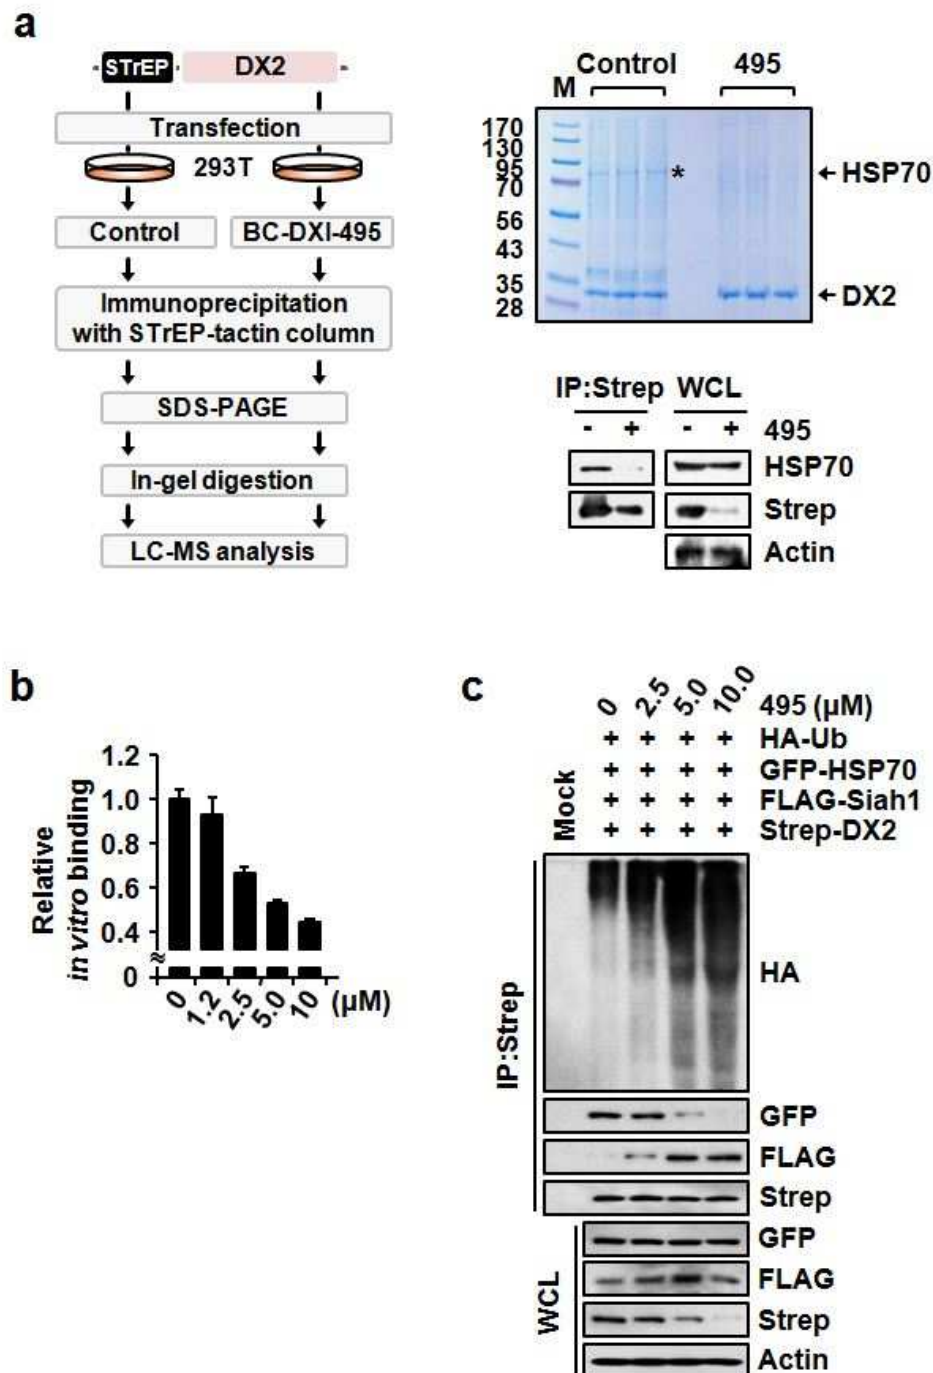 a
STrEP DX2
Transfection
293T
Control BC-DXI-495
Immunoprecipitation
with STrEP-tactin column
SDS-PAGE
In-gel digestion
LC-MS analysis
Control 495
M
170
130
95
70
56
43
35
28
*
HSP70
DX2
IP:Strep WCL
- + - + 495
HSP70
Strep
Actin
b
Relative
in vitro binding
1.2
1.0
0.8
0.6
0.4
≈
0
0 1.2 2.5 5.0 10 (µM)
c
0 2.5 5.0 10.0 495 (µM)
Mock
+ + + + HA-Ub
+ + + + GFP-HSP70
+ + + + FLAG-Siah1
+ + + + Strep-DX2
IP:Strep
HA
GFP
FLAG
Strep
WCL
GFP
FLAG
Strep
Actin